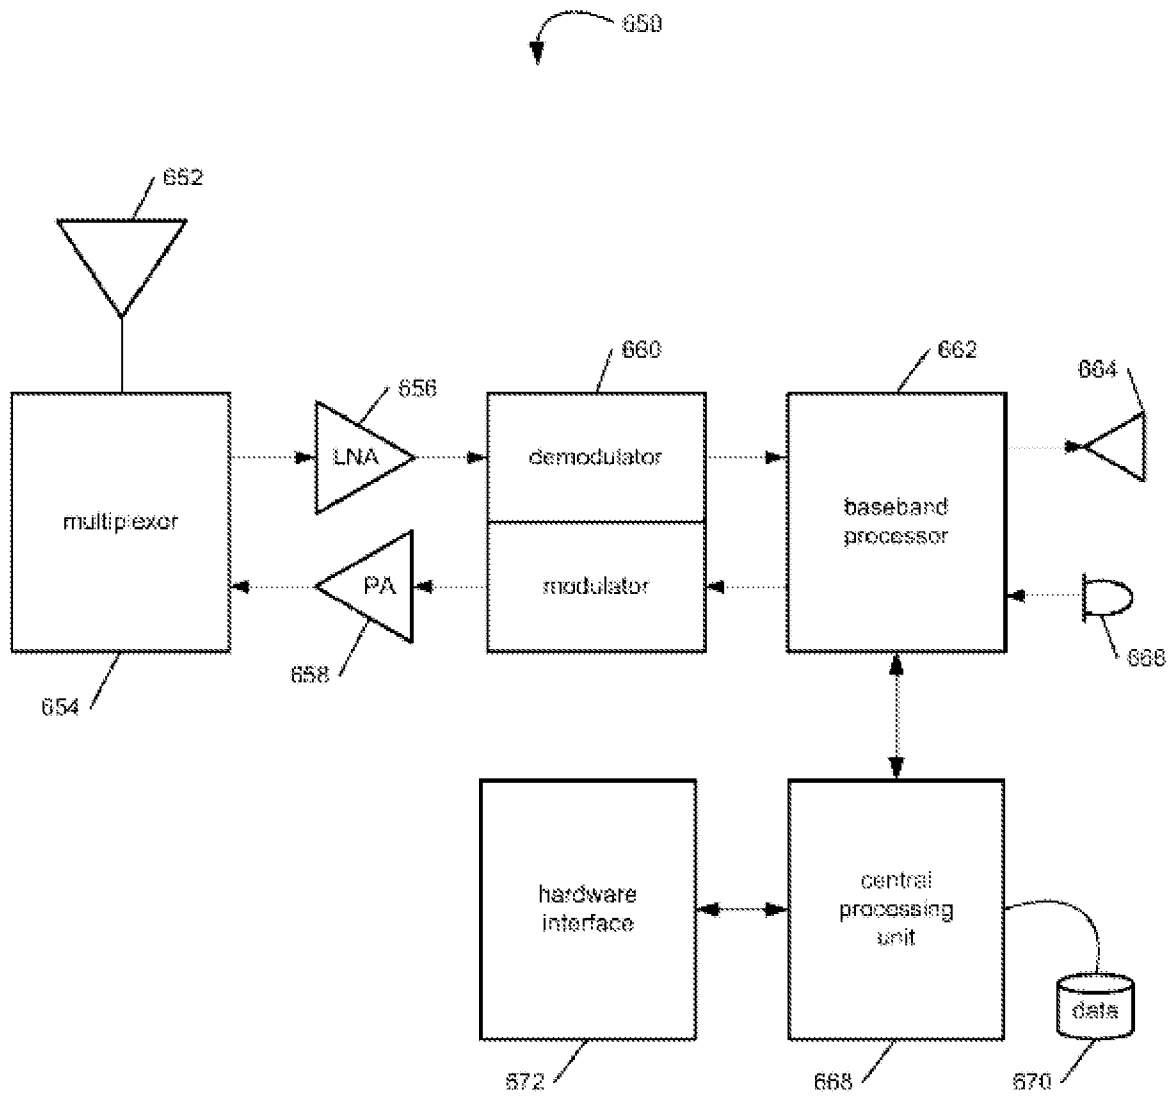 650
652
660
662
664
656
LNA
demodulator
multiplexor
baseband
processor
PA
modulator
658
666
654
hardware
interface
central
processing
unit
data
672
668
670